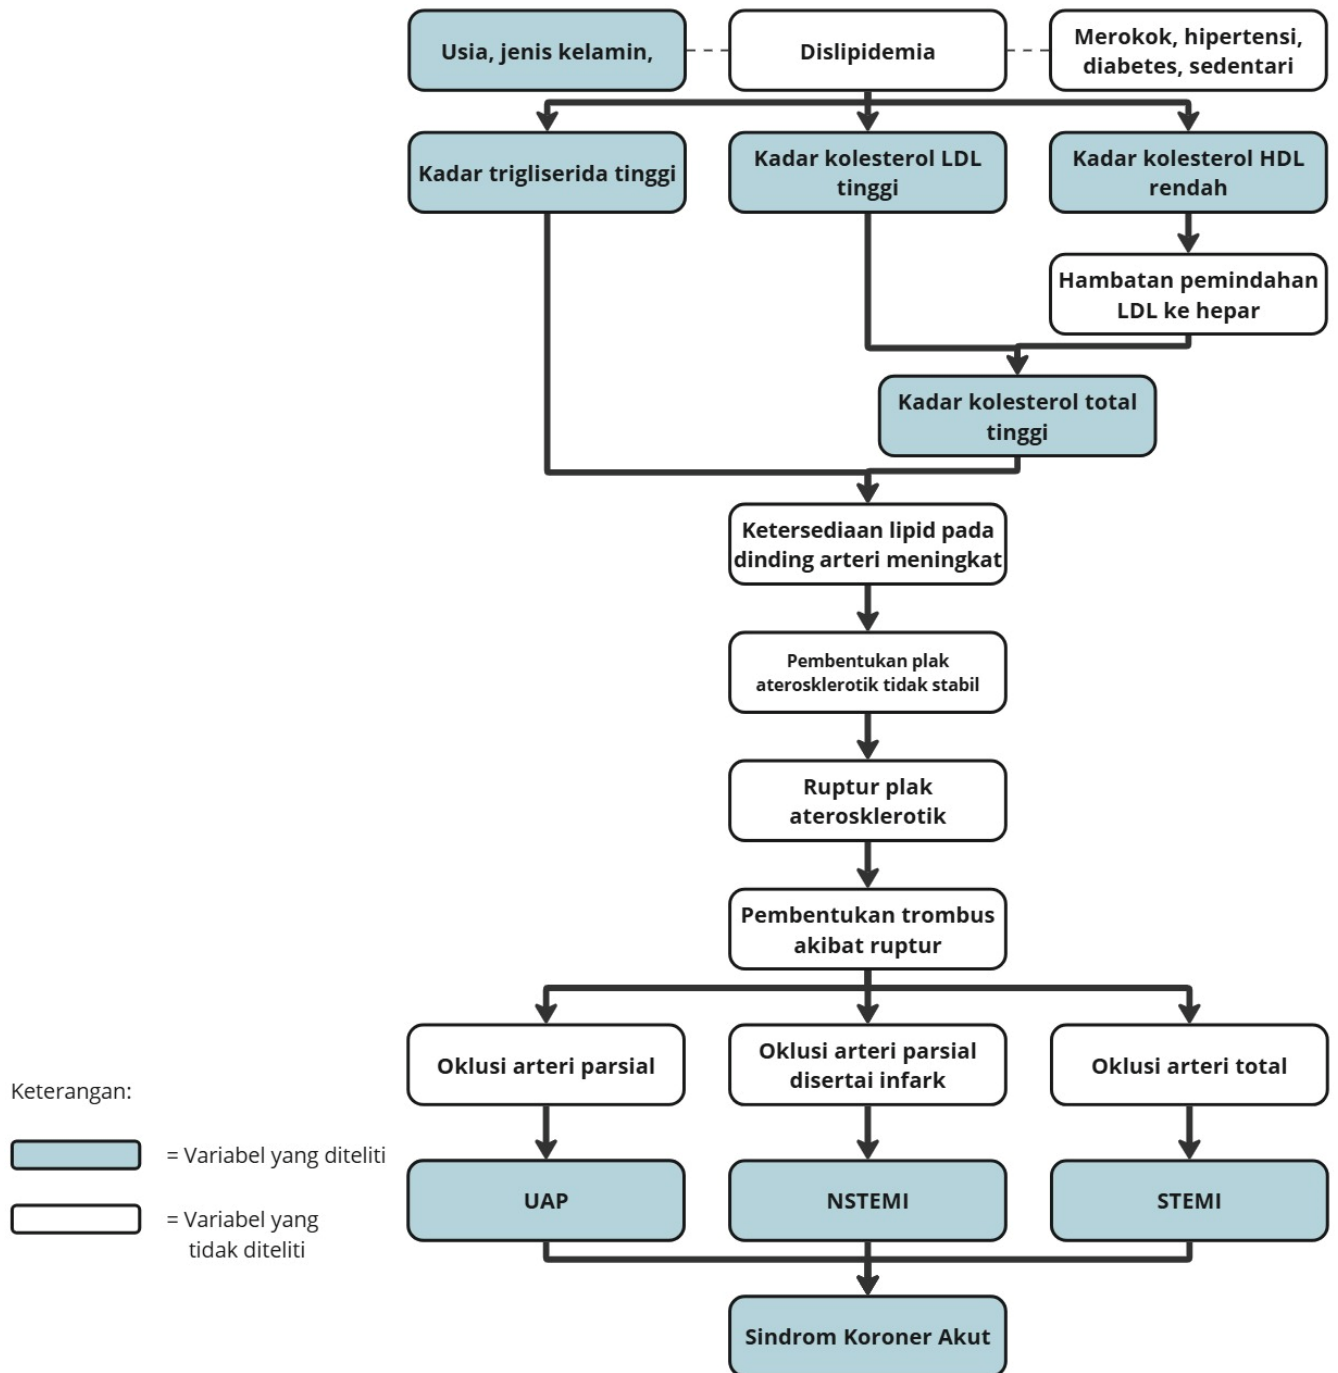 Usia, jenis kelamin,
Dislipidemia
Merokok, hipertensi,
diabetes, sedentari
Kadar trigliserida tinggi
Kadar kolesterol LDL
tinggi
Kadar kolesterol HDL
rendah
Hambatan pemindahan
LDL ke hepar
Kadar kolesterol total
tinggi
Ketersediaan lipid pada
dinding arteri meningkat
Pembentukan plak
aterosklerotik tidak stabil
Ruptur plak
aterosklerotik
Pembentukan trombus
akibat ruptur
Oklusi arteri parsial
Oklusi arteri parsial
disertai infark
Oklusi arteri total
UAP
NSTEMI
STEMI
Sindrom Koroner Akut
Keterangan:
= Variabel yang diteliti
= Variabel yang
tidak diteliti